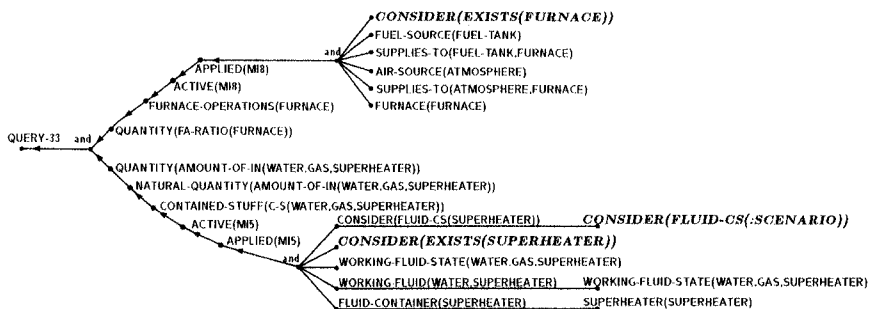 CONSIDER(EXISTS(FURNACE))
FUEL-SOURCE(FUEL-TANK)
and
SUPPLIES-TO(FUEL-TANK,FURNACE)
APPLIED(MI8)
AIR-SOURCE(ATMOSPHERE)
ACTIVE(MI8)
SUPPLIES-TO(ATMOSPHERE,FURNACE)
FURNACE-OPERATIONS(FURNACE)
FURNACE(FURNACE)
QUANTITY(FA-RATIO(FURNACE))
QUERY-33 and
QUANTITY(AMOUNT-OF-IN(WATER,GAS,SUPERHEATER))
NATURAL-QUANTITY(AMOUNT-OF-IN(WATER,GAS,SUPERHEATER))
CONTAINED-STUFF(C-S(WATER,GAS,SUPERHEATER))
ACTIVE(MI5)
CONSIDER(FLUID-CS(SUPERHEATER)) CONSIDER(FLUID-CS(:SCENARIO))
APPLIED(MI5)
CONSIDER(EXISTS(SUPERHEATER))
and
WORKING-FLUID-STATE(WATER,GAS,SUPERHEATER)
WORKING-FLUID(WATER,SUPERHEATER) WORKING-FLUID-STATE(WATER,GAS,SUPERHEATER)
FLUID-CONTAINER(SUPERHEATER) SUPERHEATER(SUPERHEATER)